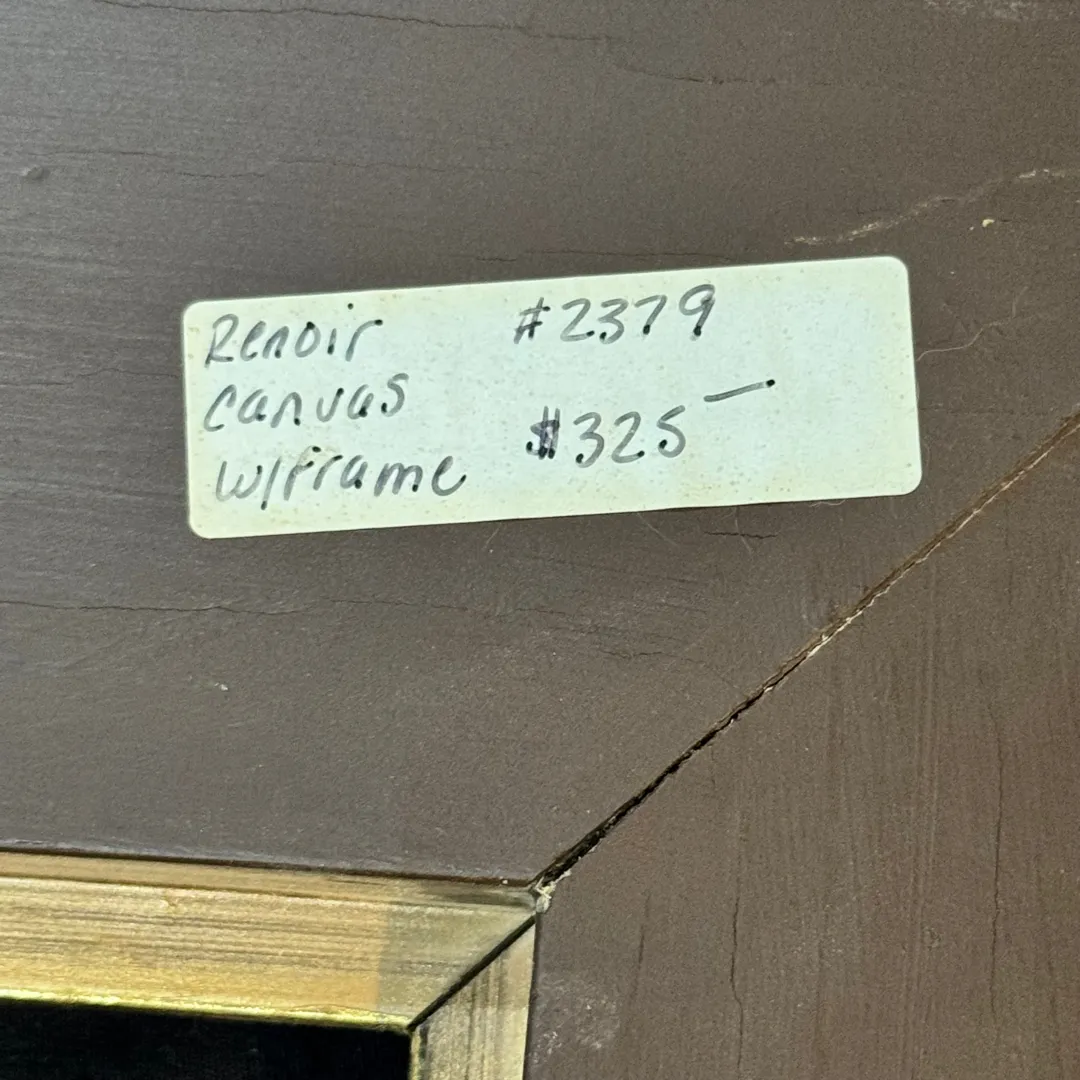 Renoir #2379
canvas
w/frame $325 —